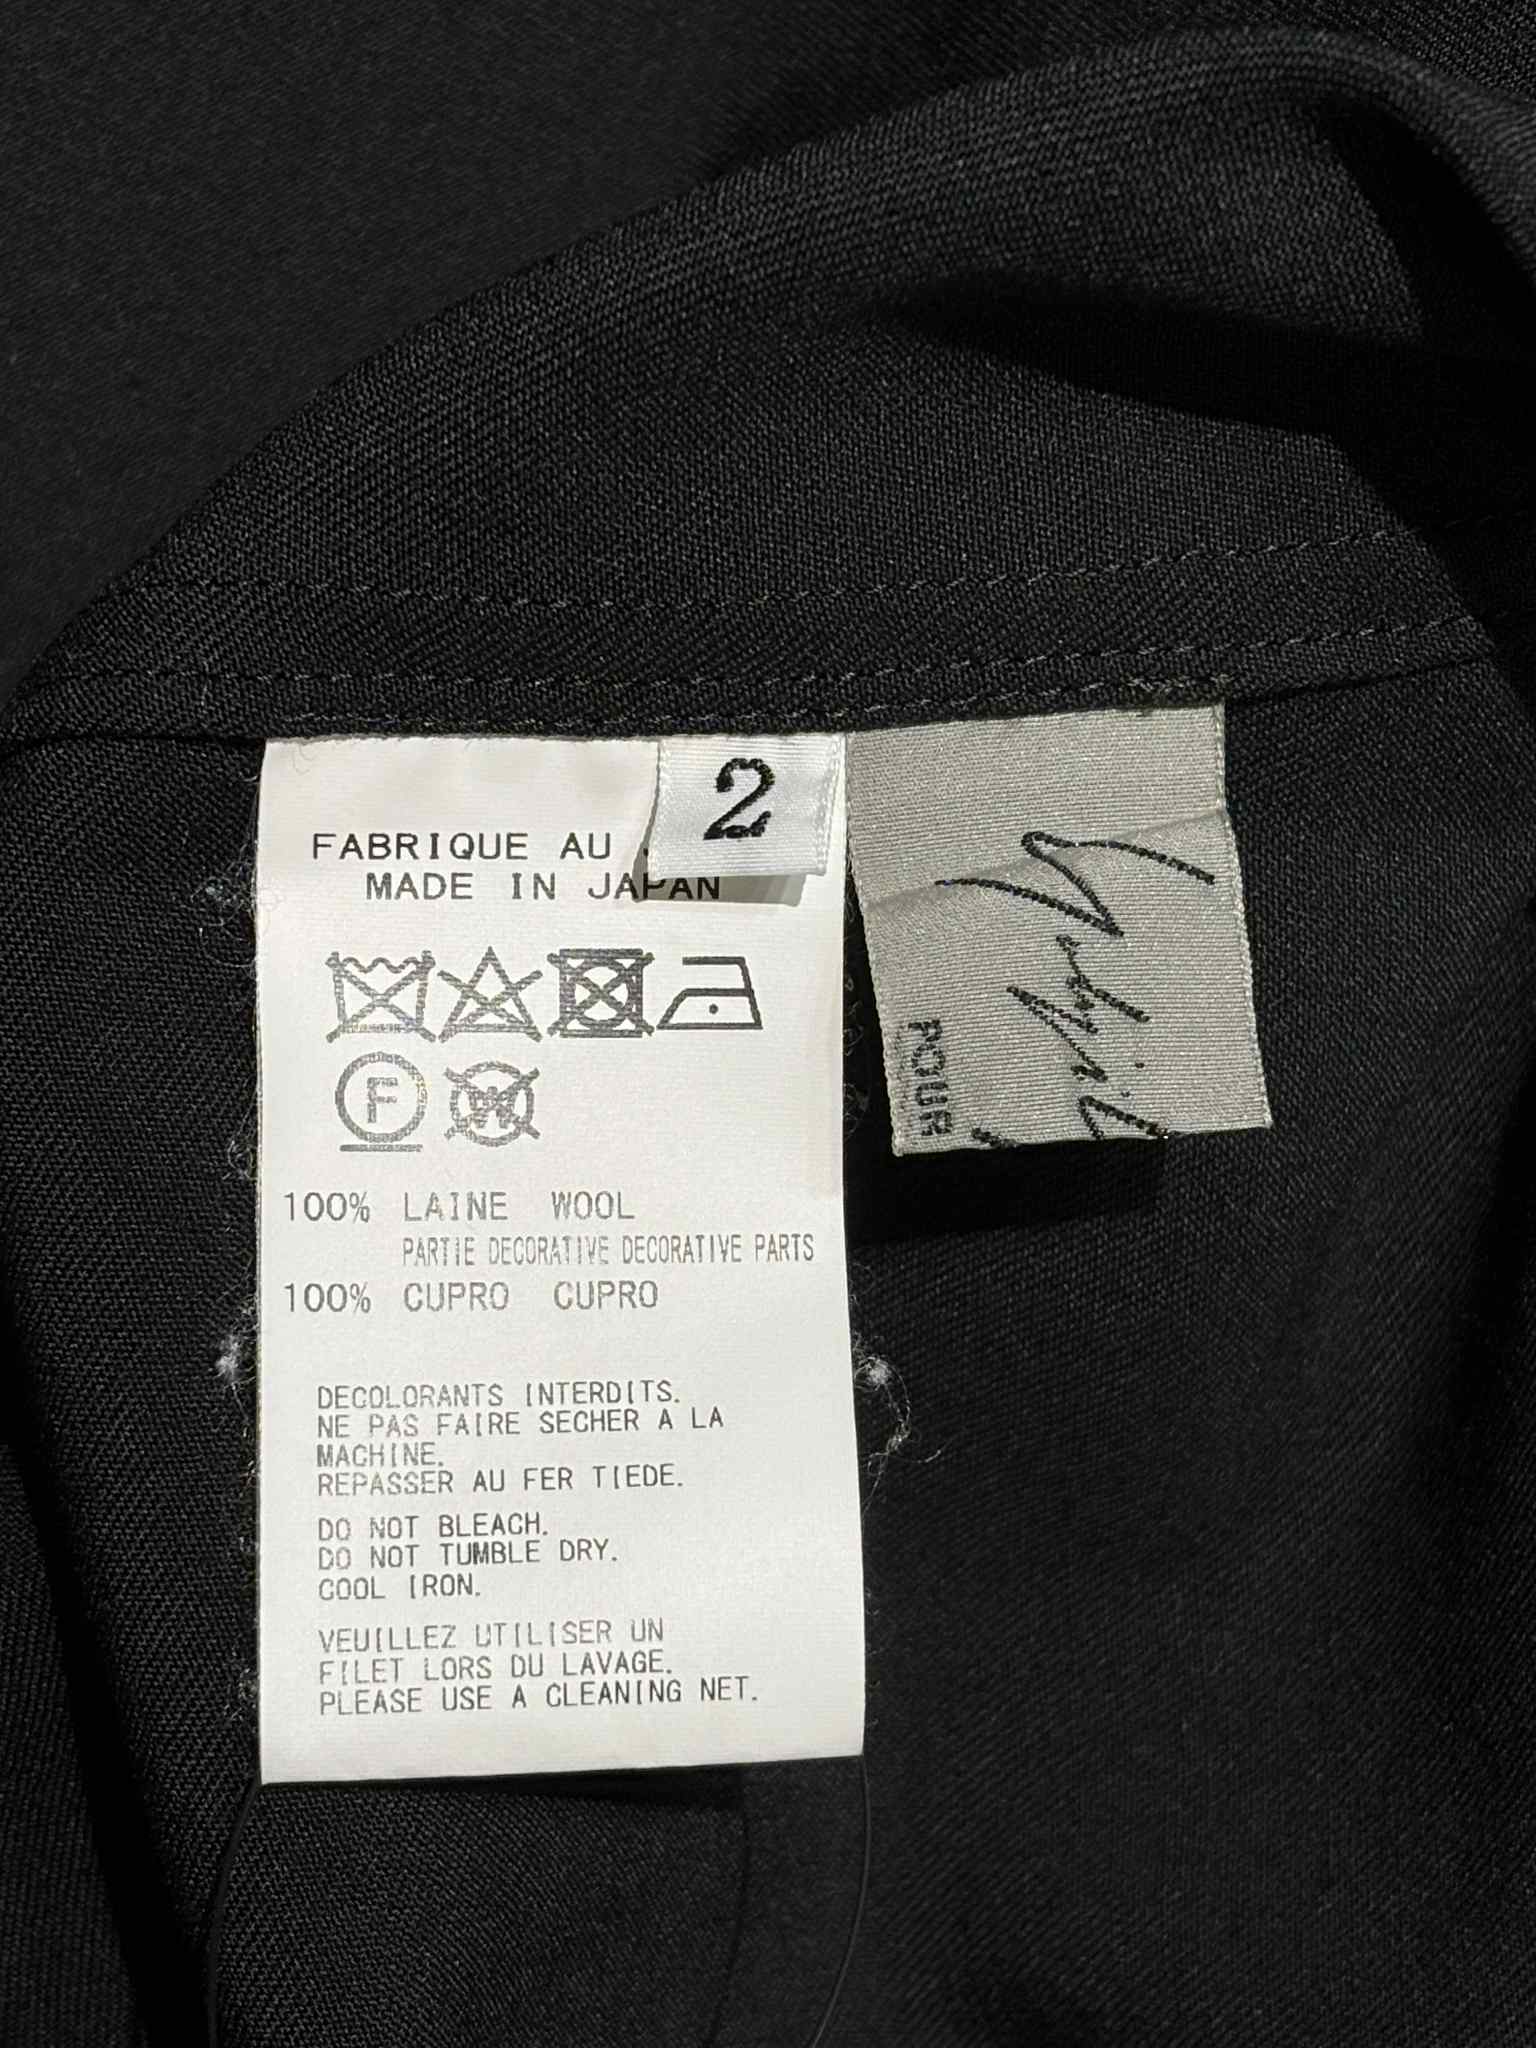 2
FABRIQUE AU
MADE IN JAPAN
F
W
100% LAINE WOOL
PARTIE DECORATIVE DECORATIVE PARTS
100% CUPRO CUPRO
DECOLORANTS INTERDITS.
NE PAS FAIRE SECHER A LA
MACHINE.
REPASSER AU FER TIEDE.
DO NOT BLEACH.
DO NOT TUMBLE DRY.
COOL IRON.
VEUILLEZ UTILISER UN
FILET LORS DU LAVAGE.
PLEASE USE A CLEANING NET.
POUR